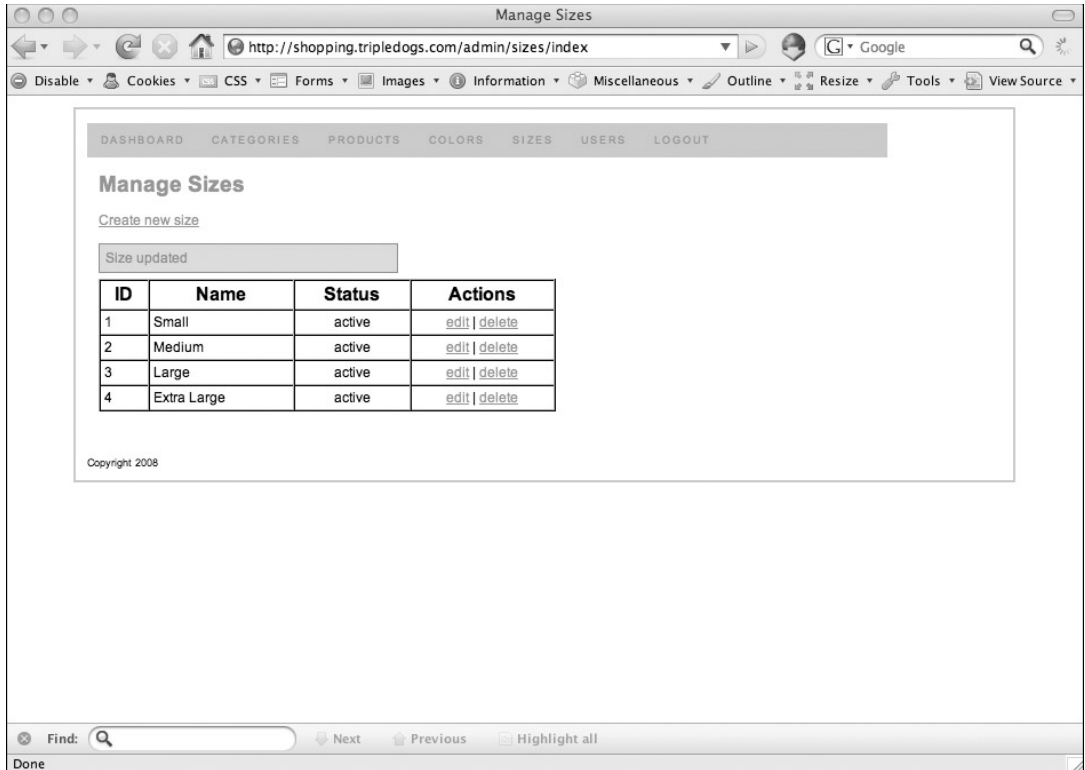 Manage Sizes
http://shopping.tripledogs.com/admin/sizes/index
G Google
Disable Cookies CSS Forms Images Information Miscellaneous Outline Resize Tools View Source
DASHBOARD CATEGORIES PRODUCTS COLORS SIZES USERS LOGOUT
Manage Sizes
Create new size
Size updated
ID Name Status Actions
1 Small active edit | delete
2 Medium active edit | delete
3 Large active edit | delete
4 Extra Large active edit | delete
Copyright 2008
Find: Next Previous Highlight all
Done